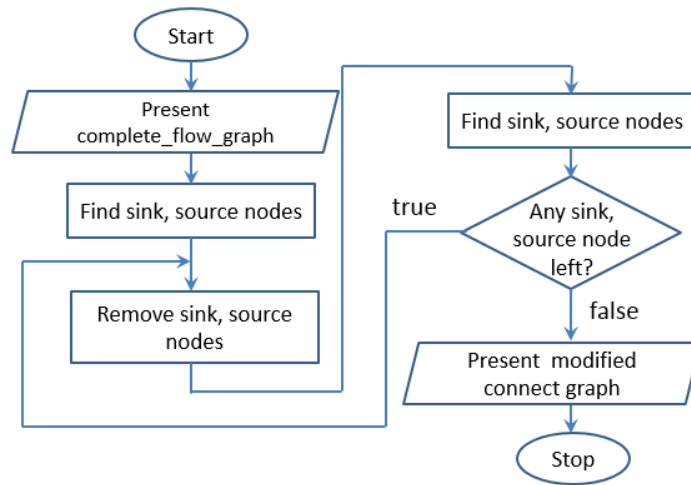 Start
Present
complete_flow_graph
Find sink, source nodes
Remove sink, source
nodes
Find sink, source nodes
true
Any sink,
source node
left?
false
Present modified
connect graph
Stop